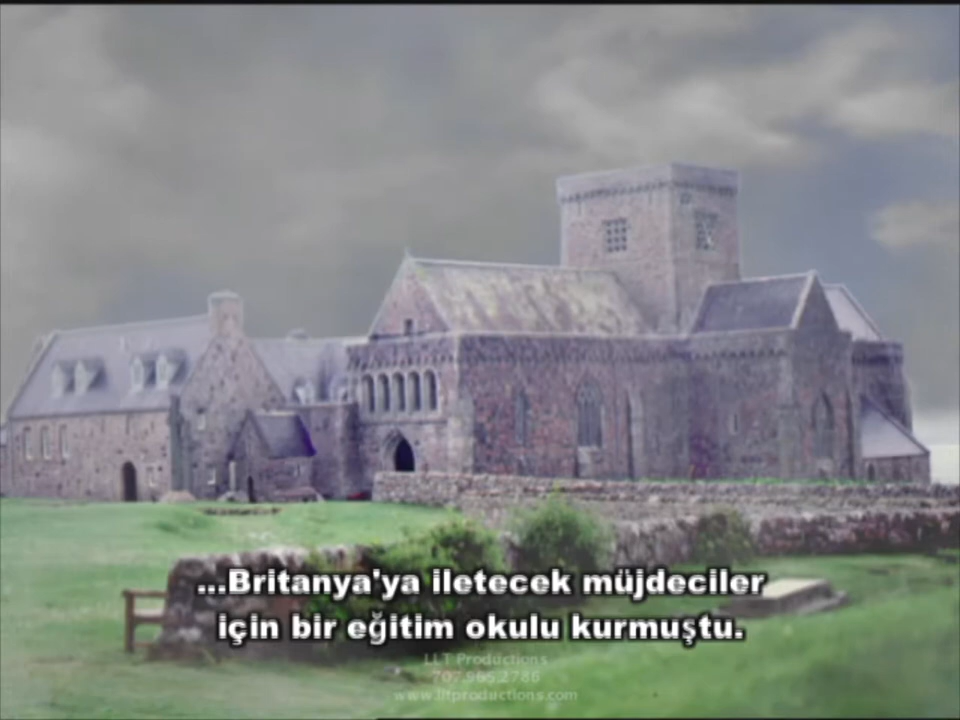 ...Britanya'ya iletecek müjdeciler
için bir eğitim okulu kurmuştu.
LLT Productions
707.965.2786
www.lltproductions.com